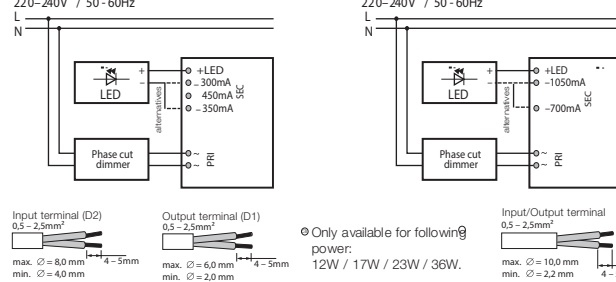 220–240V / 50 - 60Hz
L
N
LED
+
–
+LED
– 300mA
450mA
– 350mA
SEC
alternatives
Phase cut
dimmer
~
~
PRI
220–240V / 50 - 60Hz
L
N
LED
+
–
+LED
–1050mA
–700mA
SEC
alternatives
Phase cut
dimmer
~
~
PRI
Input terminal (D2)
0,5 – 2,5mm²
4 – 5mm
max. ∅ = 8,0 mm
min. ∅ = 4,0 mm
Output terminal (D1)
0,5 – 2,5mm²
4 – 5mm
max. ∅ = 6,0 mm
min. ∅ = 2,0 mm
Only available for following
power:
12W / 17W / 23W / 36W.
Input/Output terminal
0,5 – 2,5mm²
4 –
max. ∅ = 10,0 mm
min. ∅ = 2,2 mm